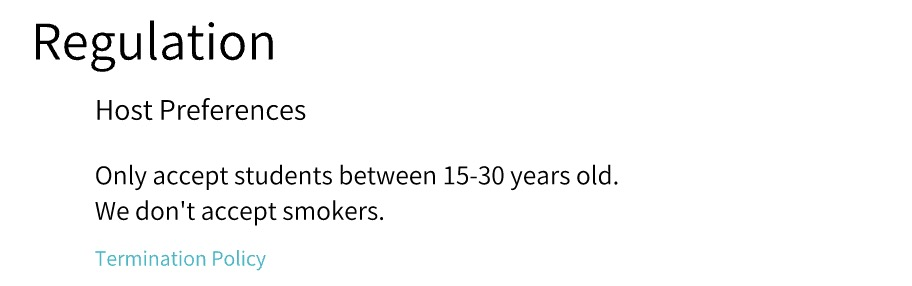 Regulation
Host Preferences
Only accept students between 15-30 years old.
We don't accept smokers.
Termination Policy